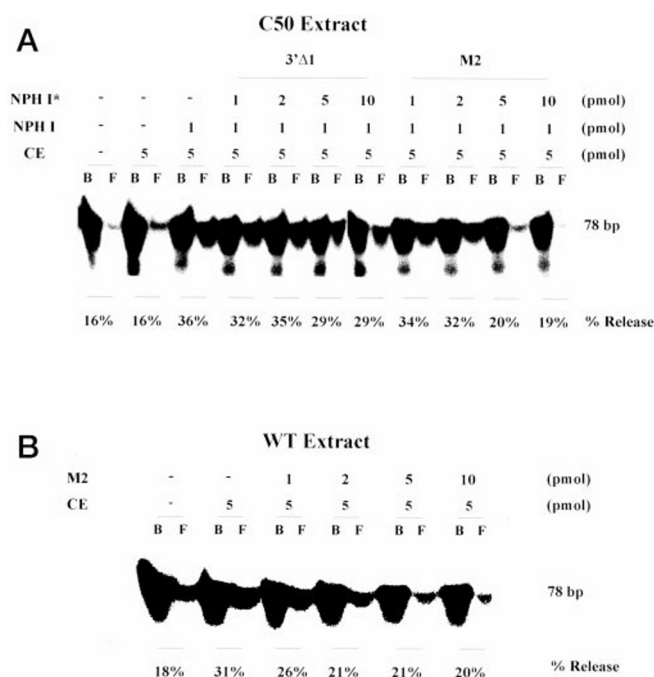 A
C50 Extract
3'Δ1 M2
NPH I* - - - 1 2 5 10 1 2 5 10 (pmol)
NPH I - - 1 1 1 1 1 1 1 1 1 (pmol)
CE - 5 5 5 5 5 5 5 5 5 5 (pmol)
B F B F B F B F B F B F B F B F B F B F B F
78 bp
16% 16% 36% 32% 35% 29% 29% 34% 32% 20% 19% % Release
B
WT Extract
M2 - - 1 2 5 10 (pmol)
CE - 5 5 5 5 5 (pmol)
B F B F B F B F B F B F
78 bp
18% 31% 26% 21% 21% 20% % Release